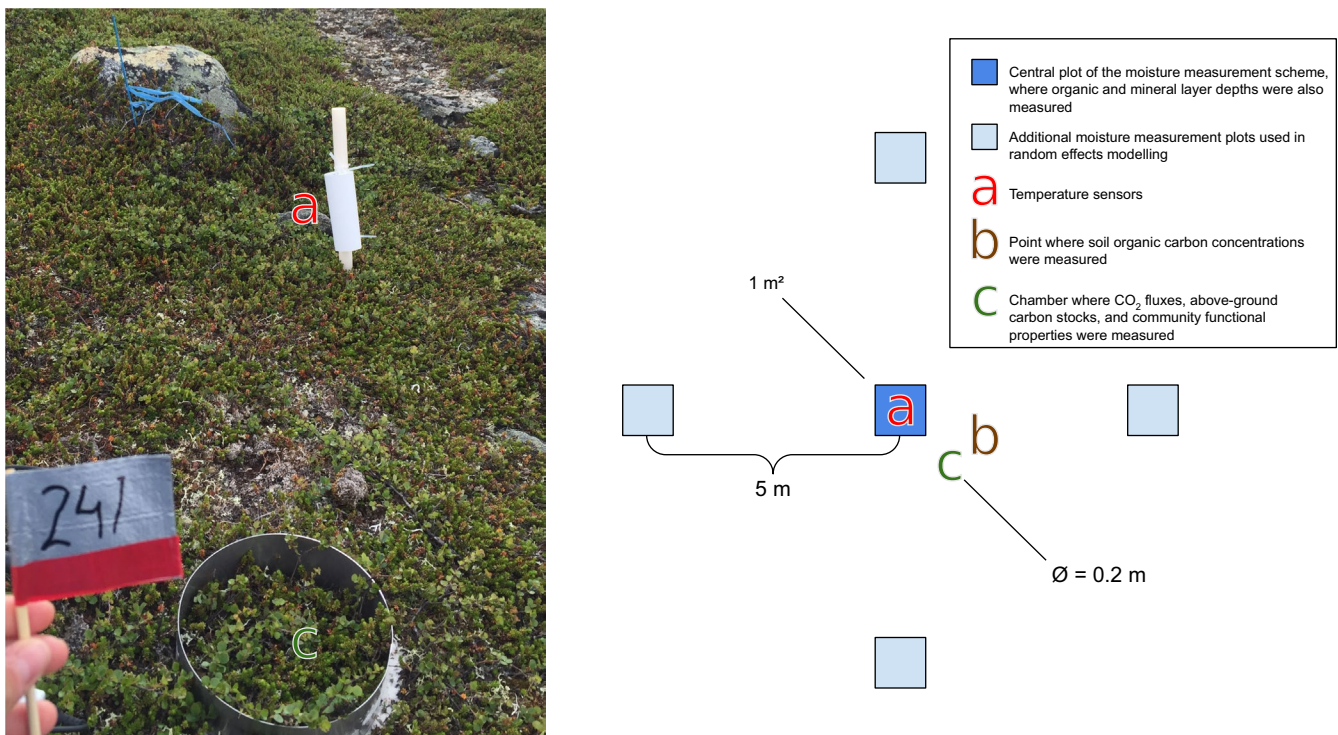 a
241
c
Central plot of the moisture measurement scheme,
where organic and mineral layer depths were also
measured
Additional moisture measurement plots used in
random effects modelling
a Temperature sensors
b Point where soil organic carbon concentrations
were measured
c Chamber where CO₂ fluxes, above-ground
carbon stocks, and community functional
properties were measured
1 m²
a
b
c
5 m
Ø = 0.2 m